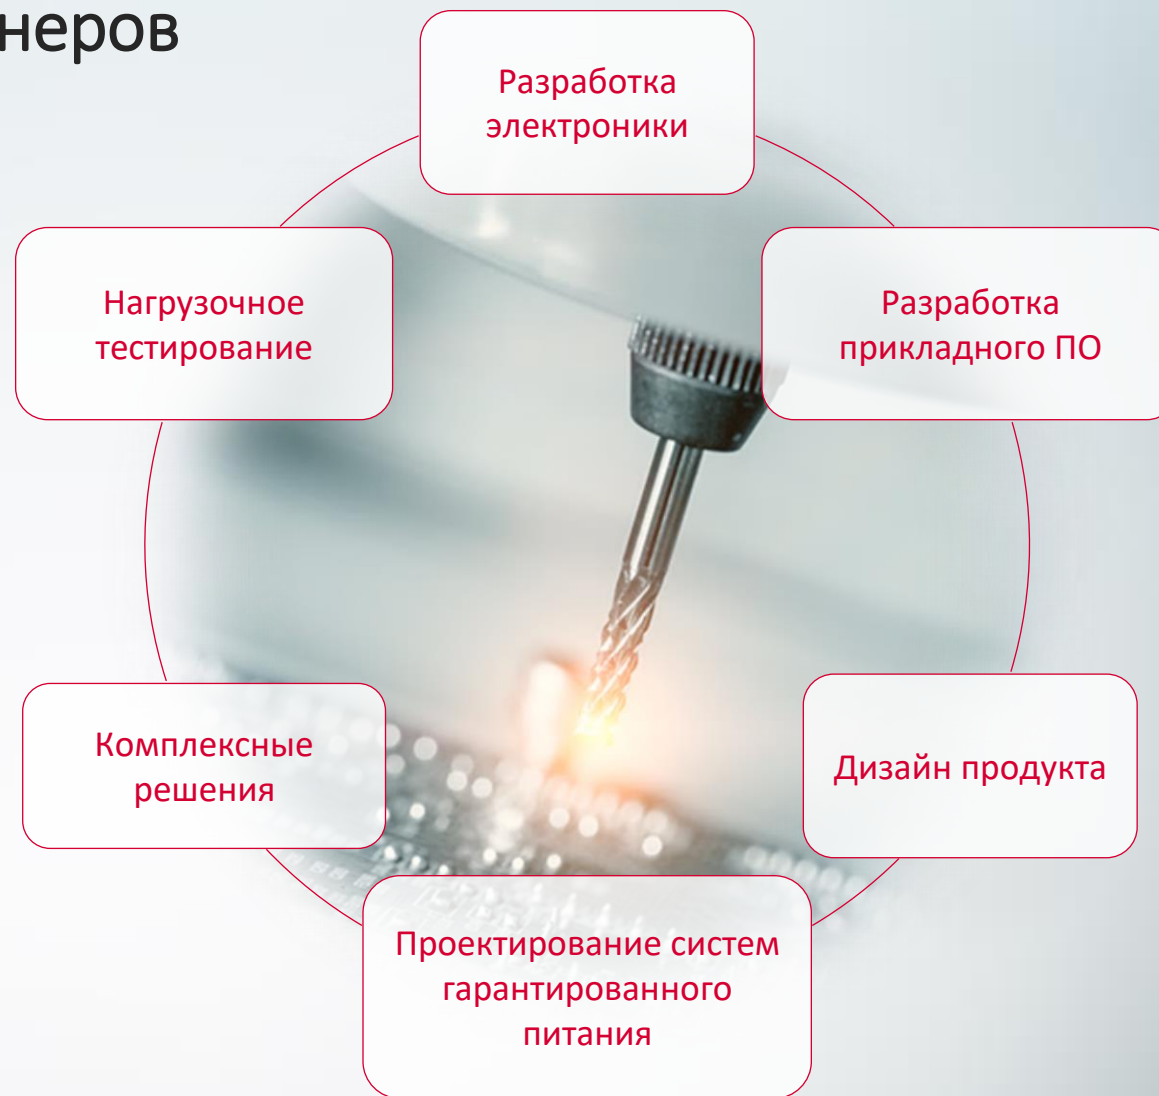 неров
Разработка
электроники
Нагрузочное
тестирование
Разработка
прикладного ПО
Комплексные
решения
Дизайн продукта
Проектирование систем
гарантированного
питания